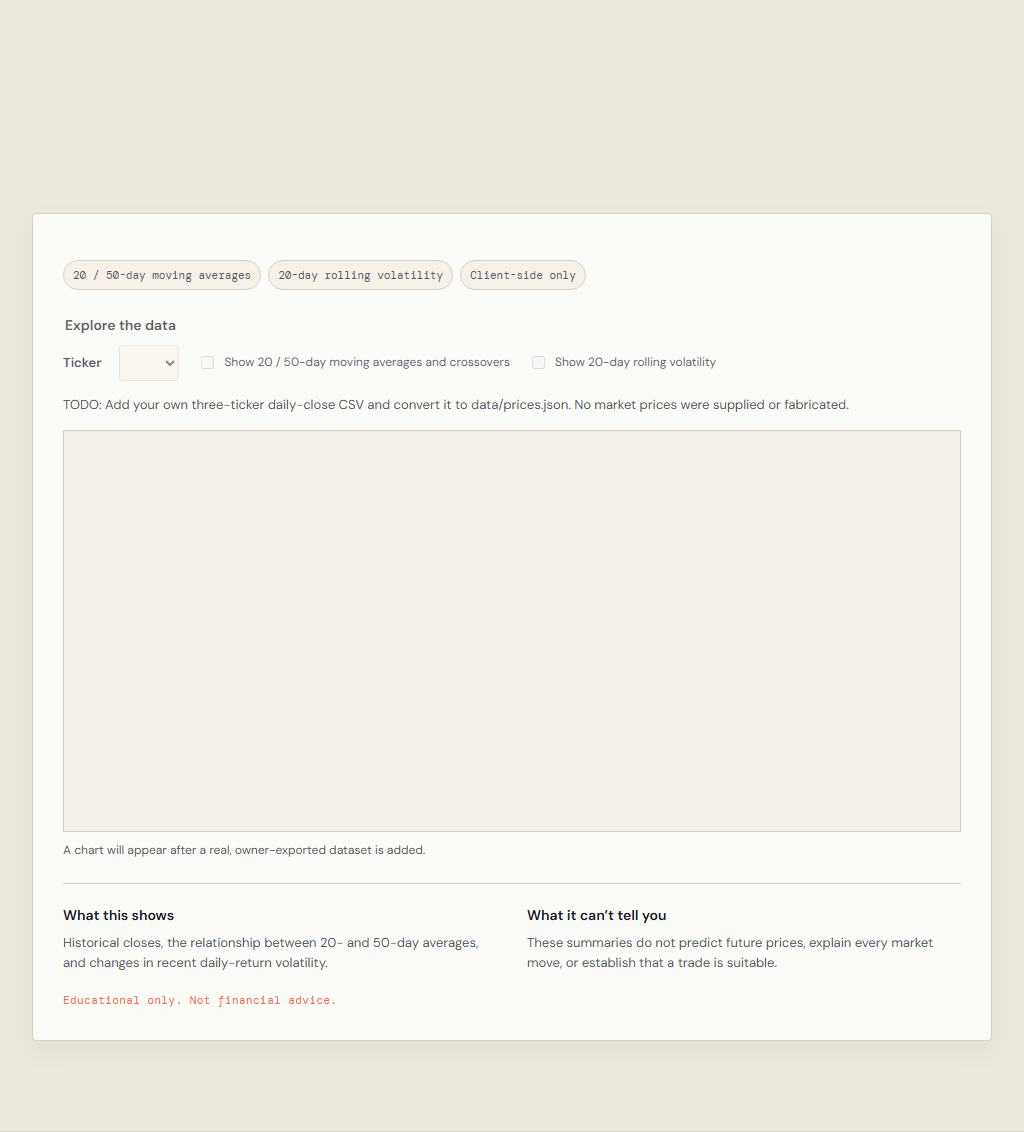 20 / 50-day moving averages
20-day rolling volatility
Client-side only
Explore the data
Ticker
Show 20 / 50-day moving averages and crossovers
Show 20-day rolling volatility
TODO: Add your own three-ticker daily-close CSV and convert it to data/prices.json. No market prices were supplied or fabricated.
A chart will appear after a real, owner-exported dataset is added.
What this shows
Historical closes, the relationship between 20- and 50-day averages,
and changes in recent daily-return volatility.
What it can’t tell you
These summaries do not predict future prices, explain every market
move, or establish that a trade is suitable.
Educational only. Not financial advice.